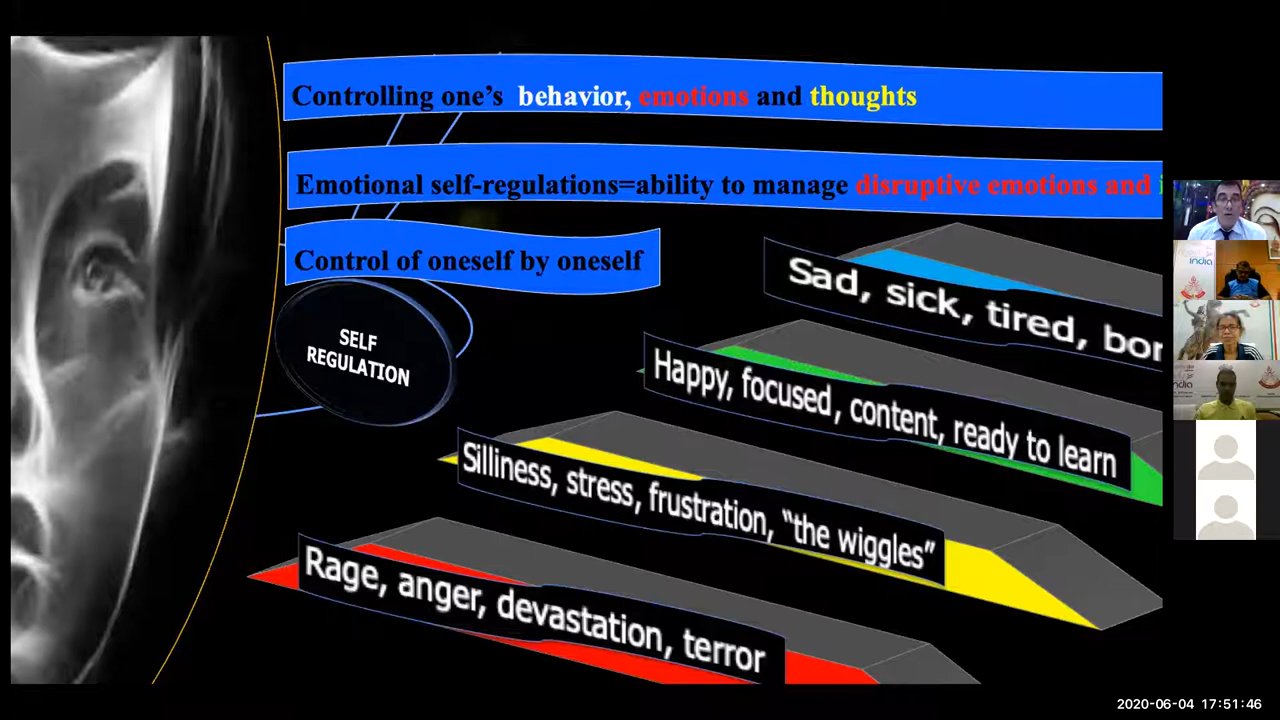 Controlling one's behavior, emotions and thoughts
Emotional self-regulations=ability to manage disruptive emotions and
Control of oneself by oneself
SELF
REGULATION
Sad, sick, tired,
Happy, focused, content, ready to learn
Silliness, stress, frustration, “the wiggles”
Rage, anger, devastation, terror
india
india
2020-06-04 17:51:46